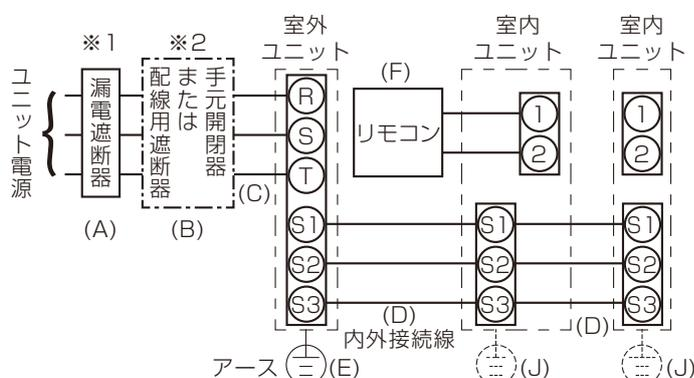 ※1
※2
室外
ユニット
室内
ユニット
室内
ユニット
ユニット電源
漏電遮断器
手元開閉器
または
配線用遮断器
(A)
(B)
(C)
R
S
T
S1
S2
S3
(F)
リモコン
1
2
S1
S2
S3
1
2
S1
S2
S3
(D)
内外接続線
(D)
アース
(E)
(J)
(J)